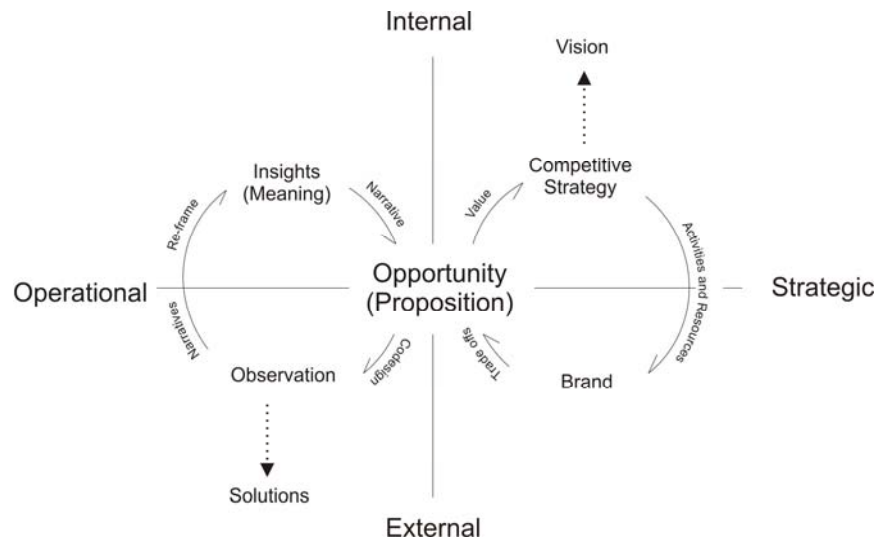 Internal
Vision
Insights
(Meaning)
Narrative
Value
Competitive
Strategy
Re-frame
Activities and Resources
Operational
Opportunity
(Proposition)
Strategic
Narratives
Observation
Codesign
Trade offs
Brand
Solutions
External